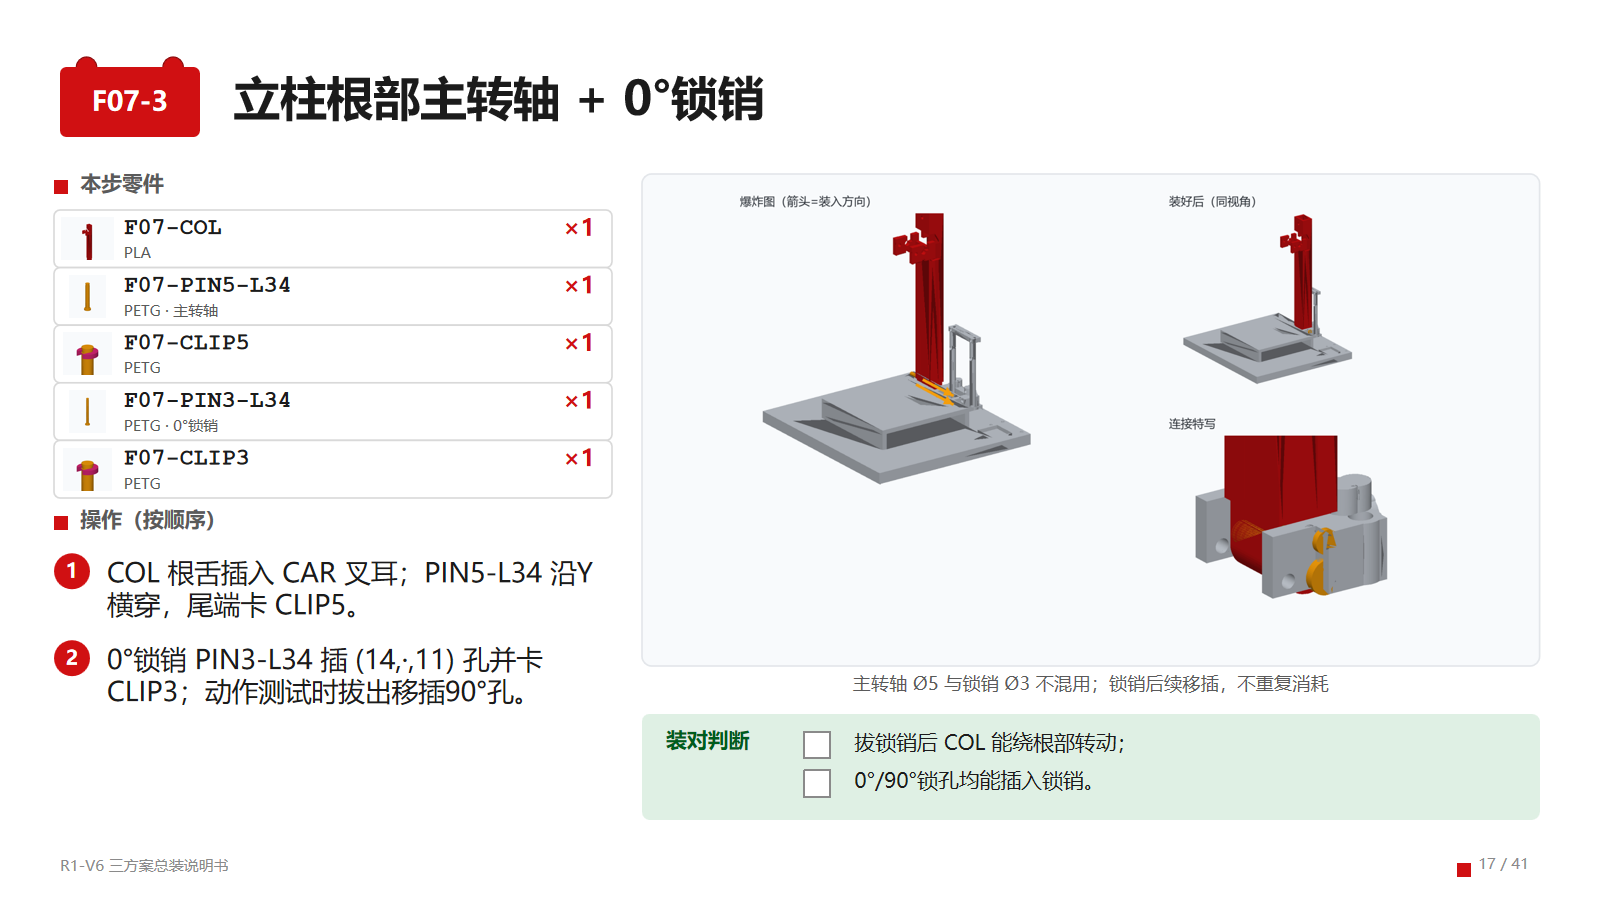 F07-3
立柱根部主转轴 + 0°锁销
本步零件
F07-COL
×1
PLA
F07-PIN5-L34
×1
PETG · 主转轴
F07-CLIP5
×1
PETG
F07-PIN3-L34
×1
PETG · 0°锁销
F07-CLIP3
×1
PETG
操作（按顺序）
1
COL 根舌插入 CAR 叉耳；PIN5-L34 沿Y
横穿，尾端卡 CLIP5。
2
0°锁销 PIN3-L34 插 (14,·,11) 孔并卡
CLIP3；动作测试时拔出移插90°孔。
爆炸图（箭头=装入方向）
装好后（同视角）
连接特写
主转轴 Ø5 与锁销 Ø3 不混用；锁销后续移插，不重复消耗
装对判断
拔锁销后 COL 能绕根部转动；
0°/90°锁孔均能插入锁销。
R1-V6 三方案总装说明书
17 / 41